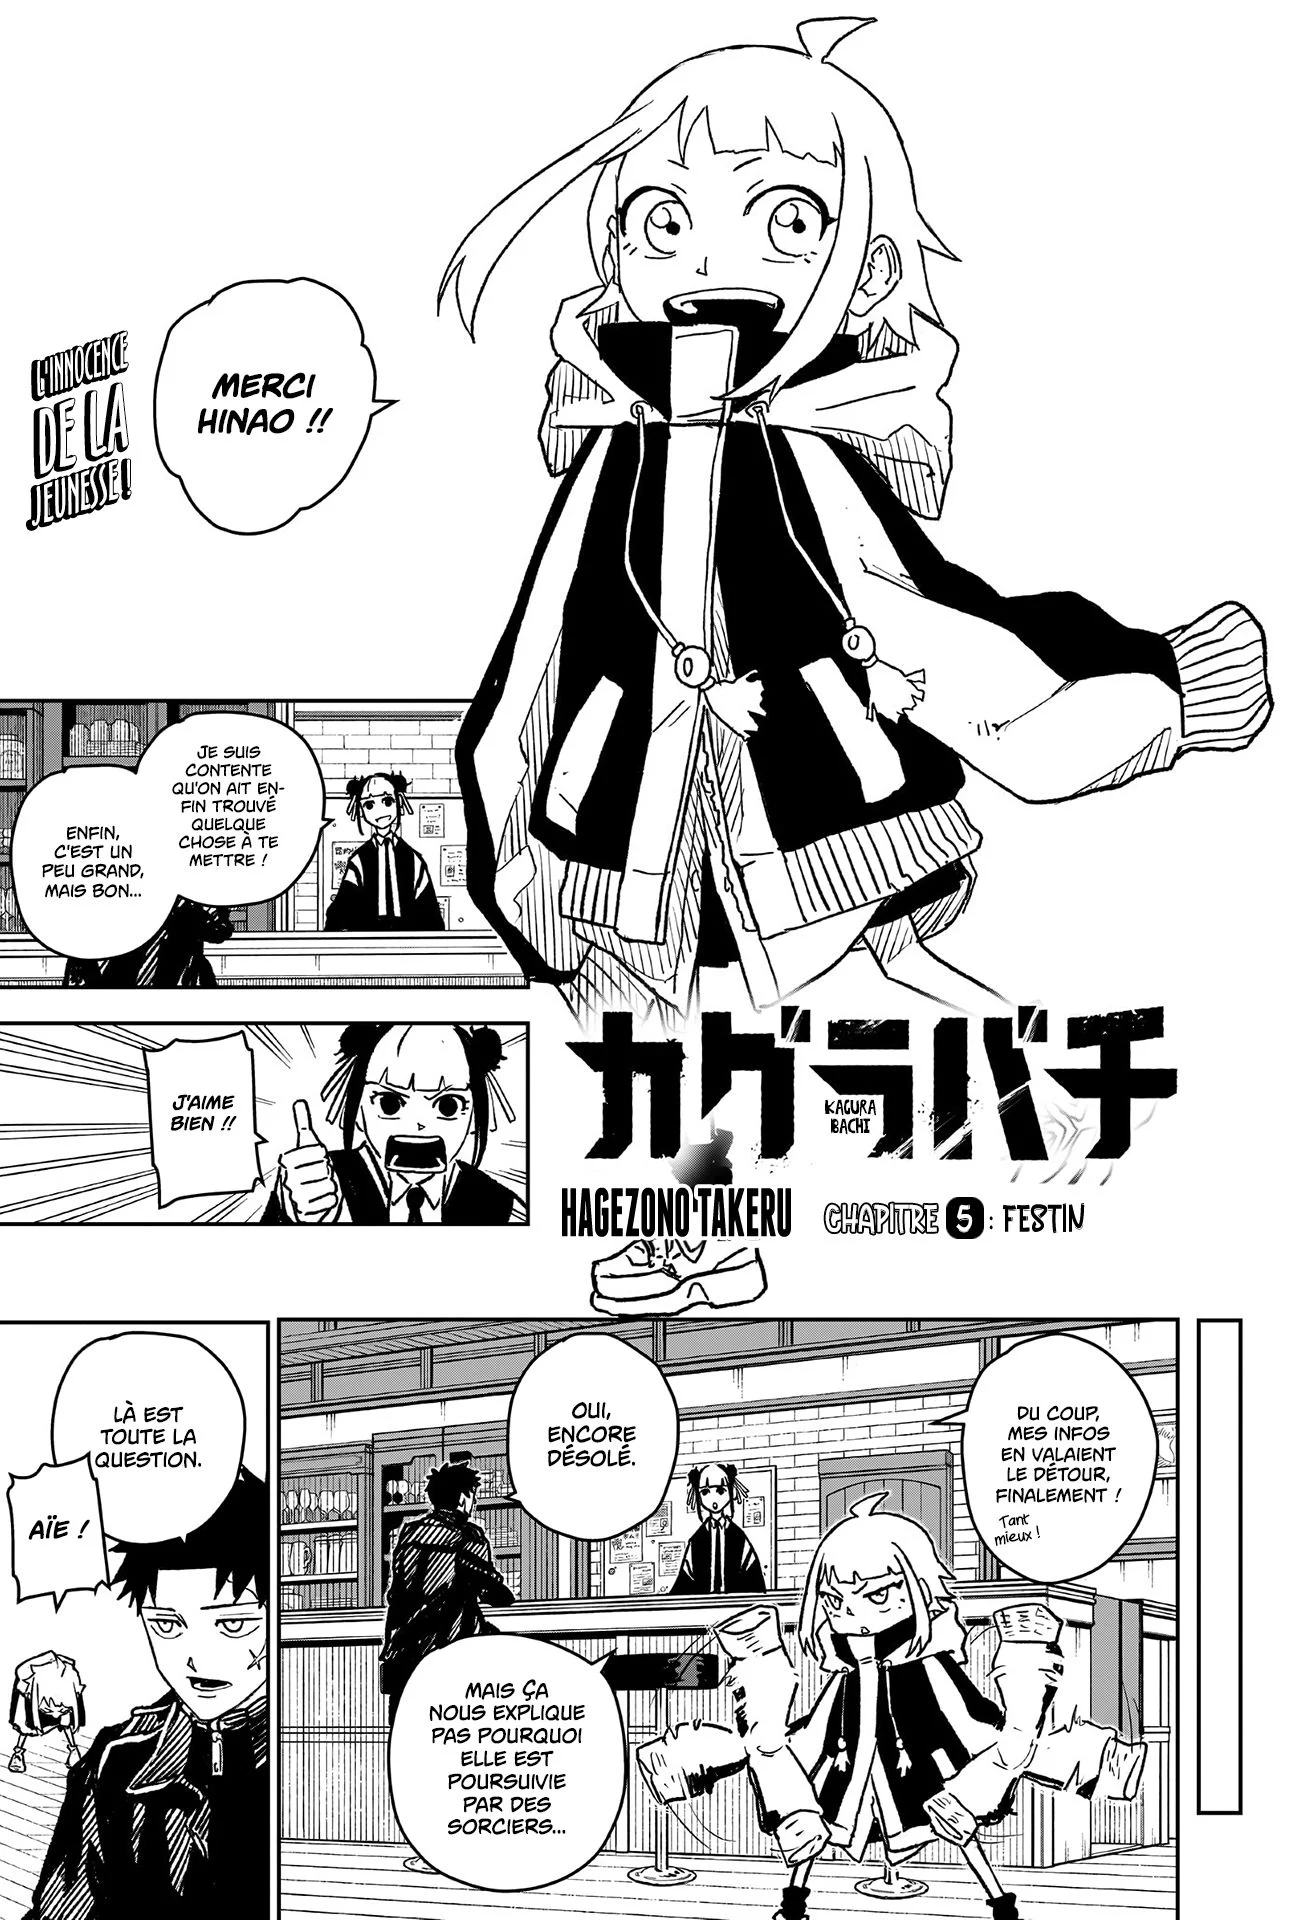 MERCI
HINAO !!
L'INNOCENCE
DE LA
JEUNESSE !
JE SUIS
CONTENTE
QU'ON AIT EN-
FIN TROUVÉ
QUELQUE
CHOSE À TE
METTRE !
ENFIN,
C'EST UN
PEU GRAND,
MAIS BON...
J'AIME
BIEN !!
カグラバチ
KAGURA
BACHI
HAGEZONO TAKERU
CHAPITRE 5 : FESTIN
DU COUP,
MES INFOS
EN VALAIENT
LE DÉTOUR,
FINALEMENT !
Tant
mieux !
OUI,
ENCORE
DÉSOLÉ.
MAIS ÇA
NOUS EXPLIQUE
PAS POURQUOI
ELLE EST
POURSUIVIE
PAR DES
SORCIERS...
LÀ EST
TOUTE LA
QUESTION.
AÏE !